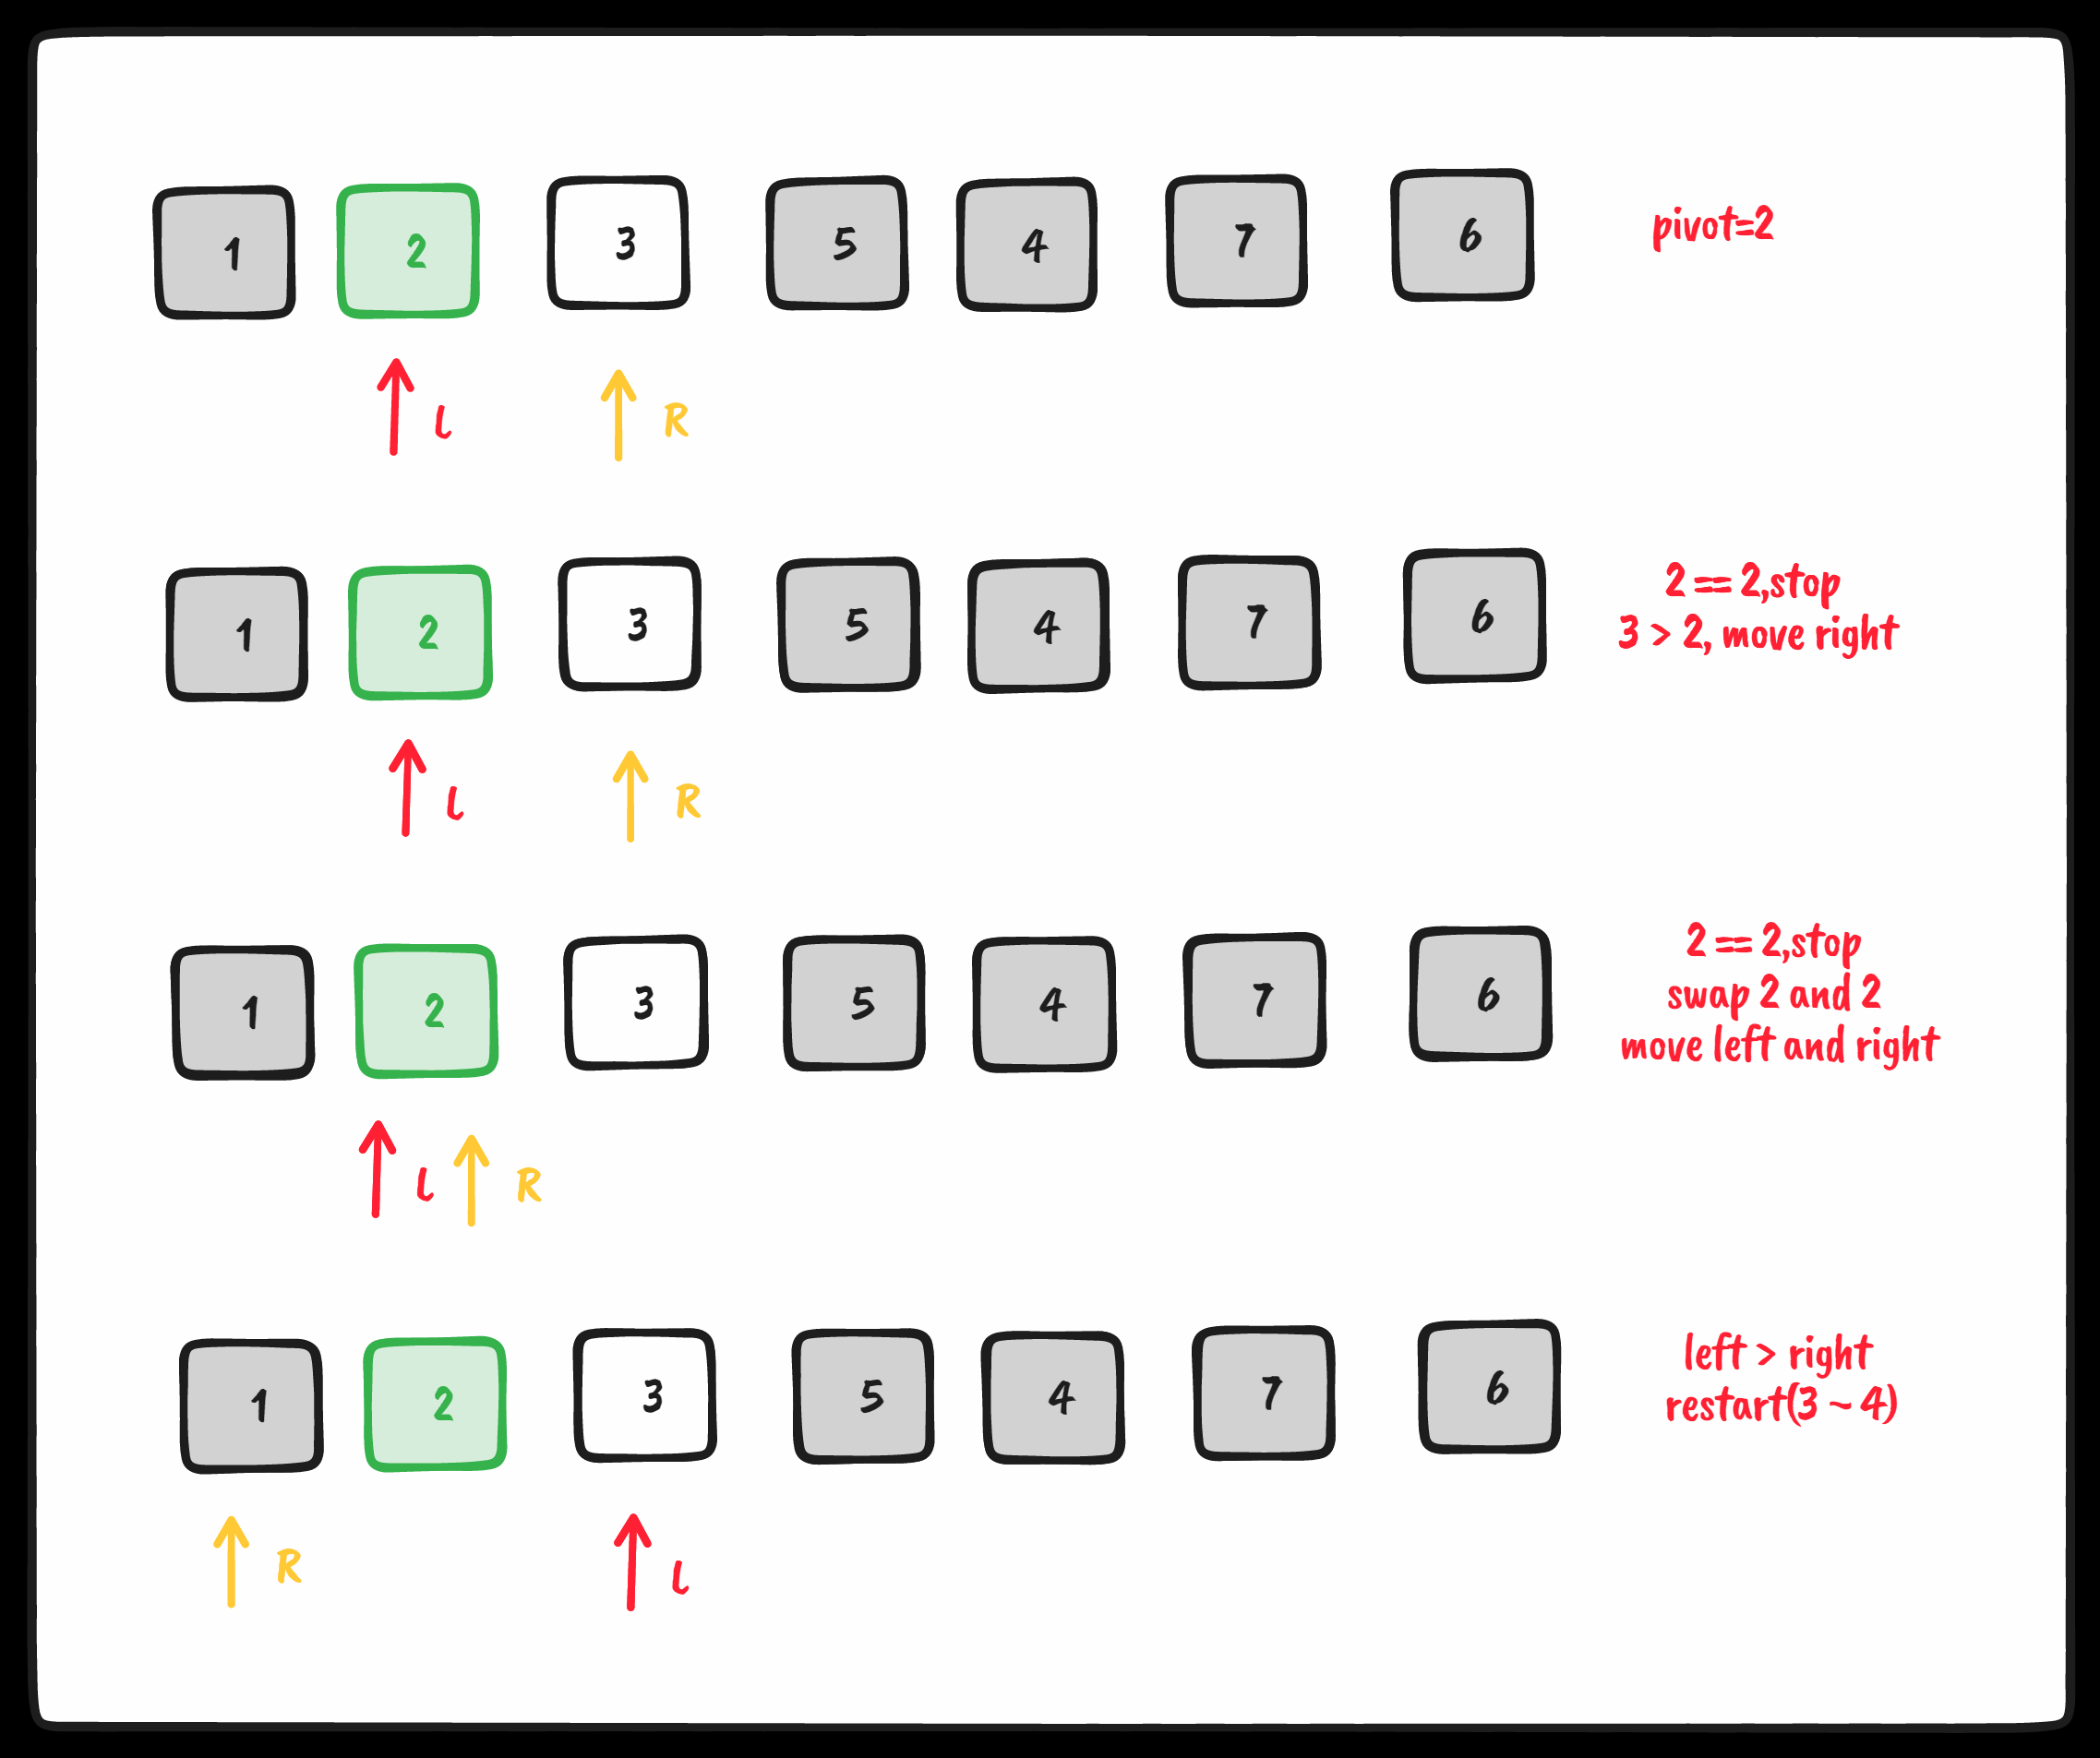 1 2 3 5 4 7 6 pivot=2
L R
1 2 3 5 4 7 6
2 == 2,stop
3 > 2, move right
L R
1 2 3 5 4 7 6
2 == 2,stop
swap 2 and 2
move left and right
L R
1 2 3 5 4 7 6
left > right
restart(3 ~ 4)
R L